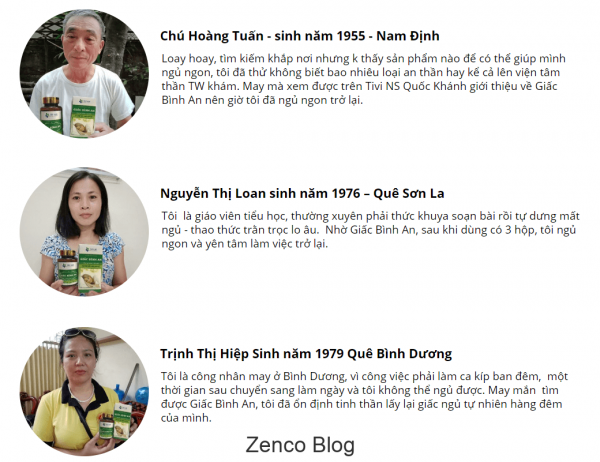 Chú Hoàng Tuấn - sinh năm 1955 - Nam Định
Loay hoay, tìm kiếm khắp nơi nhưng k thấy sản phẩm nào để có thể giúp mình
ngủ ngon, tôi đã thử không biết bao nhiêu loại an thần hay kể cả lên viện tâm
thần TW khám. May mà xem được trên Tivi NS Quốc Khánh giới thiệu về Giấc
Bình An nên giờ tôi đã ngủ ngon trở lại.
Nguyễn Thị Loan sinh năm 1976 – Quê Sơn La
Tôi là giáo viên tiểu học, thường xuyên phải thức khuya soạn bài rồi tự dưng mất
ngủ - thao thức trằn trọc lo âu. Nhờ Giấc Bình An, sau khi dùng có 3 hộp, tôi ngủ
ngon và yên tâm làm việc trở lại.
Trịnh Thị Hiệp Sinh năm 1979 Quê Bình Dương
Tôi là công nhân may ở Bình Dương, vì công việc phải làm ca kíp ban đêm, một
thời gian sau chuyển sang làm ngày và tôi không thể ngủ được. May mắn tìm
được Giấc Bình An, tôi đã ổn định tinh thần lấy lại giấc ngủ tự nhiên hàng đêm
của mình.
Zenco Blog